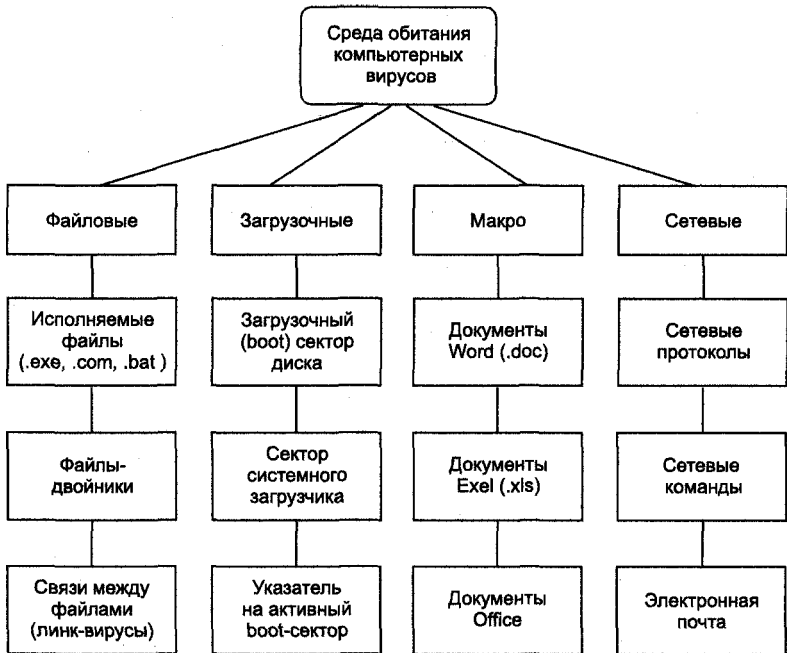 Среда обитания
компьютерных
вирусов
Файловые
Загрузочные
Макро
Сетевые
Исполняемые
файлы
(.exe, .com, .bat )
Загрузочный
(boot) сектор
диска
Документы
Word (.doc)
Сетевые
протоколы
Файлы-
двойники
Сектор
системного
загрузчика
Документы
Exel (.xls)
Сетевые
команды
Связи между
файлами
(линк-вирусы)
Указатель
на активный
boot-сектор
Документы
Office
Электронная
почта